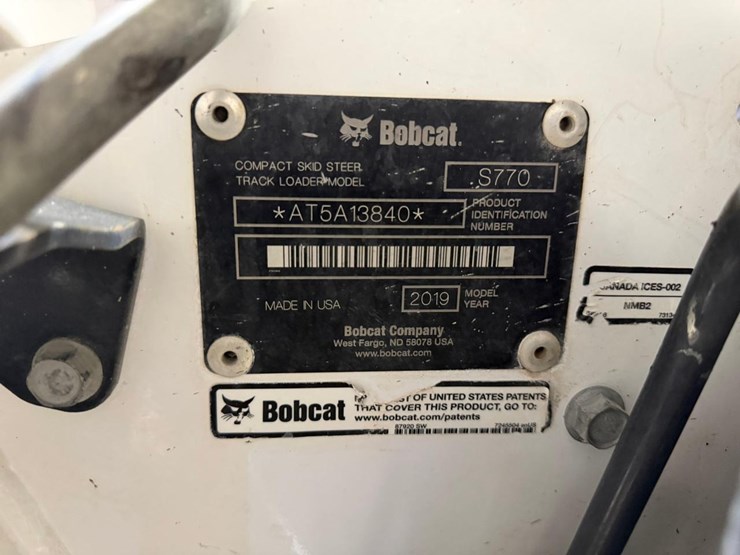 Bobcat.
COMPACT SKID STEER
TRACK LOADER MODEL
S770
*AT5A13840*
PRODUCT
IDENTIFICATION
NUMBER
MADE IN USA
2019
MODEL
YEAR
Bobcat Company
West Fargo, ND 58078 USA
www.bobcat.com
CANADA ICES-002
NMB2
Bobcat
OF UNITED STATES PATENTS
THAT COVER THIS PRODUCT, GO TO:
www.bobcat.com/patents